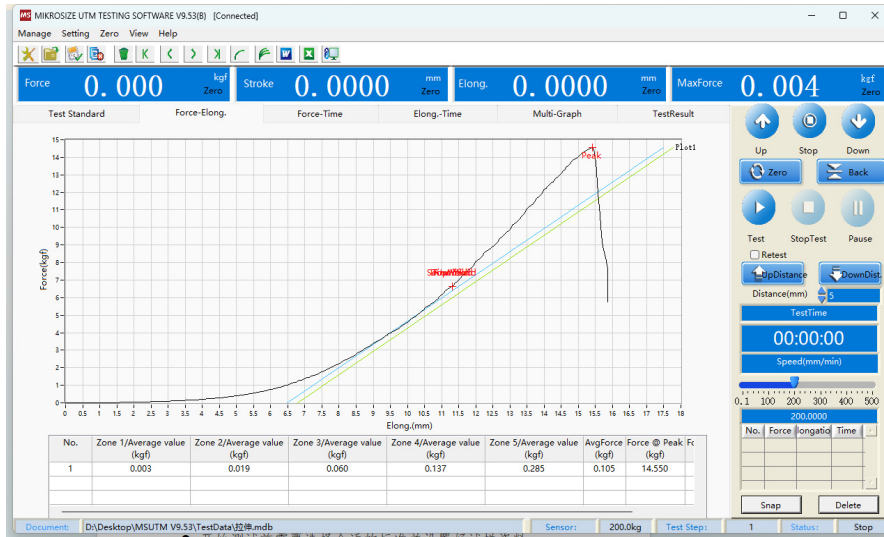 MS MIKROSIZE UTM TESTING SOFTWARE V9.53(B) [Connected]
Manage Setting Zero View Help
Force 0.000 kgf Zero Stroke 0.0000 mm Zero Elong. 0.0000 mm Zero MaxForce 0.004 kgf Zero
Test Standard Force-Elong. Force-Time Elong.-Time Multi-Graph TestResult
Up Stop Down
Zero Back
Test StopTest Pause
Retest
UpDistance DownDist.
Distance(mm) 5
TestTime
00:00:00
Speed(mm/min)
0.1 100 200 300 400 500
200.0000
No. Force longatio Time
Snap Delete
15
14
13
12
11
10
9
8
7
6
5
4
3
2
1
0
Force(kgf)
Peak
Plot1
0 0.5 1 1.5 2 2.5 3 3.5 4 4.5 5 5.5 6 6.5 7 7.5 8 8.5 9 9.5 10 10.5 11 11.5 12 12.5 13 13.5 14 14.5 15 15.5 16 16.5 17 17.5 18
Elong.(mm)
No. Zone 1/Average value (kgf) Zone 2/Average value (kgf) Zone 3/Average value (kgf) Zone 4/Average value (kgf) Zone 5/Average value (kgf) AvgForce (kgf) Force @ Peak (kgf) Fc
1 0.003 0.019 0.060 0.137 0.285 0.105 14.550
Document: D:\Desktop\MSUTM V9.53\TestData\拉伸.mdb Sensor: 200.0kg Test Step: 1 Status: Stop